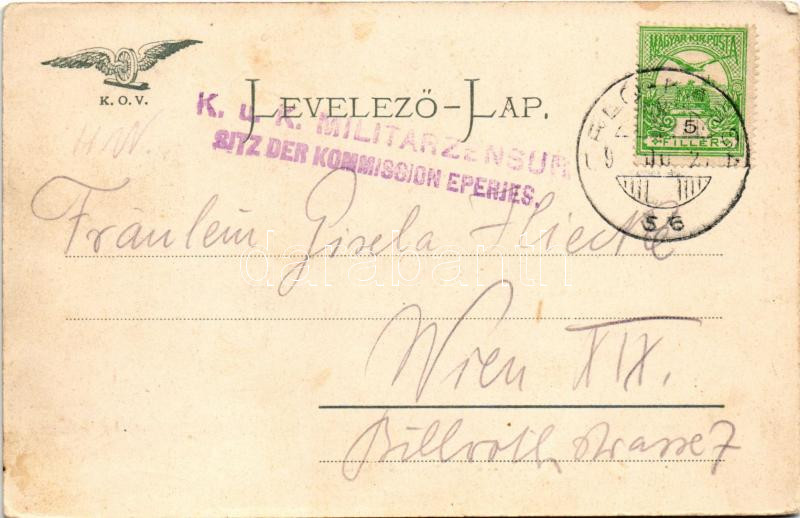 K. O. V.
LEVELEZŐ-LAP.
K. u. K. MILITÄRZENSUR
SITZ DER KOMMISSION EPERJES.
MAGYAR KIR. POSTA
5
FILLÉR
56
Fräulein Gisela
darabanth
Wien XIX.
Billrothstrasse 7